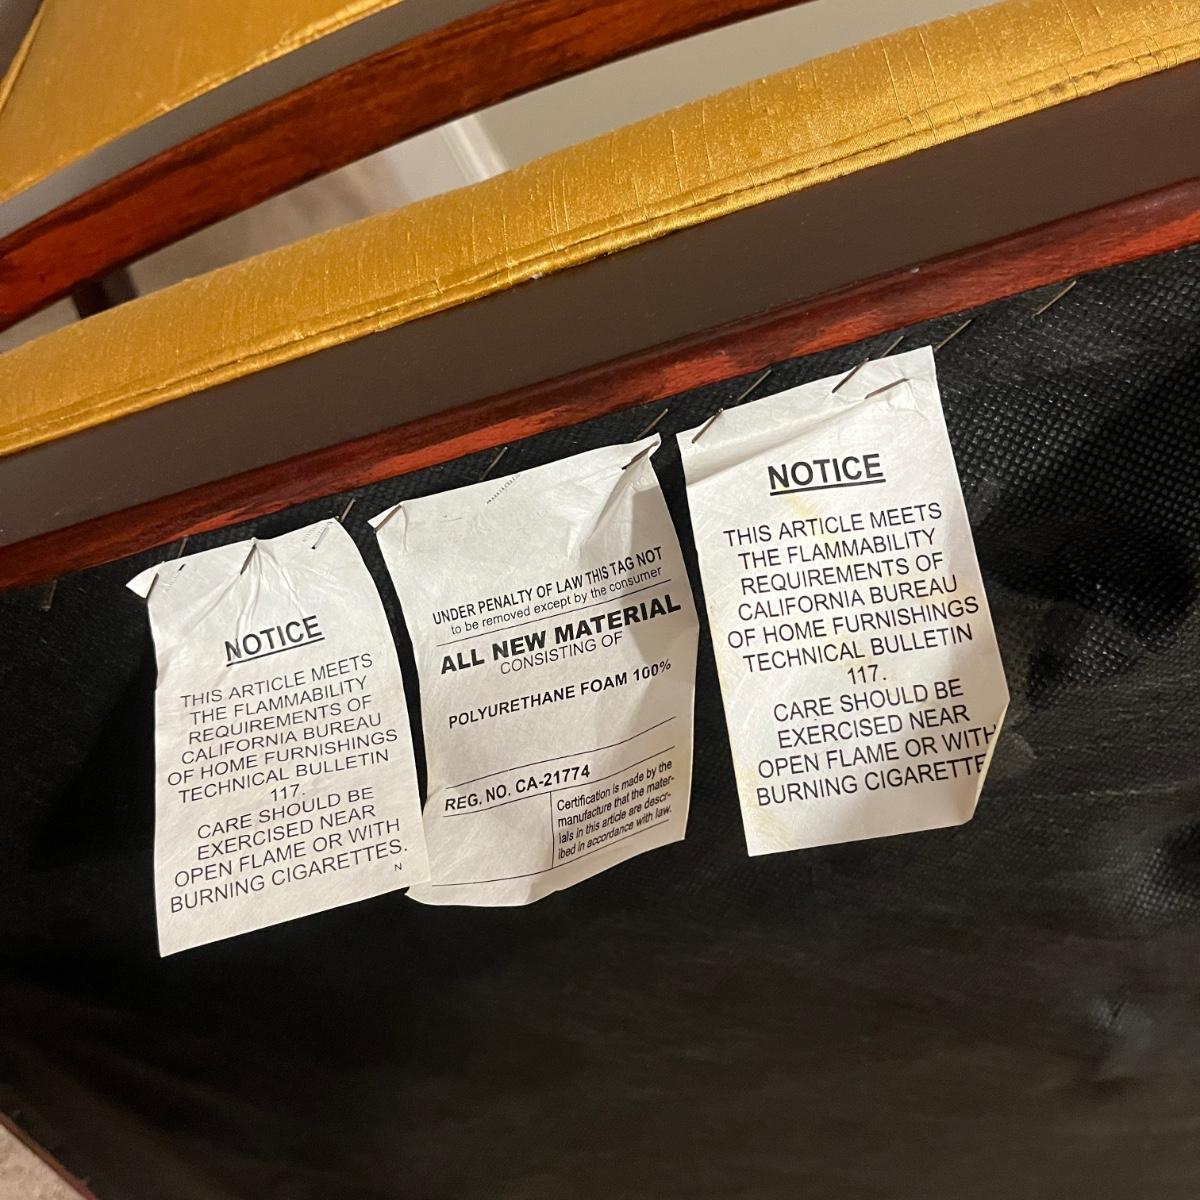 NOTICE
THIS ARTICLE MEETS
THE FLAMMABILITY
REQUIREMENTS OF
CALIFORNIA BUREAU
OF HOME FURNISHINGS
TECHNICAL BULLETIN
117.
CARE SHOULD BE
EXERCISED NEAR
OPEN FLAME OR WITH
BURNING CIGARETTES.
N
UNDER PENALTY OF LAW THIS TAG NOT
to be removed except by the consumer
ALL NEW MATERIAL
CONSISTING OF
POLYURETHANE FOAM 100%
REG. NO. CA-21774
Certification is made by the
manufacture that the mater-
ials in this article are descr-
ibed in accordance with law.
NOTICE
THIS ARTICLE MEETS
THE FLAMMABILITY
REQUIREMENTS OF
CALIFORNIA BUREAU
OF HOME FURNISHINGS
TECHNICAL BULLETIN
117.
CARE SHOULD BE
EXERCISED NEAR
OPEN FLAME OR WITH
BURNING CIGARETTE